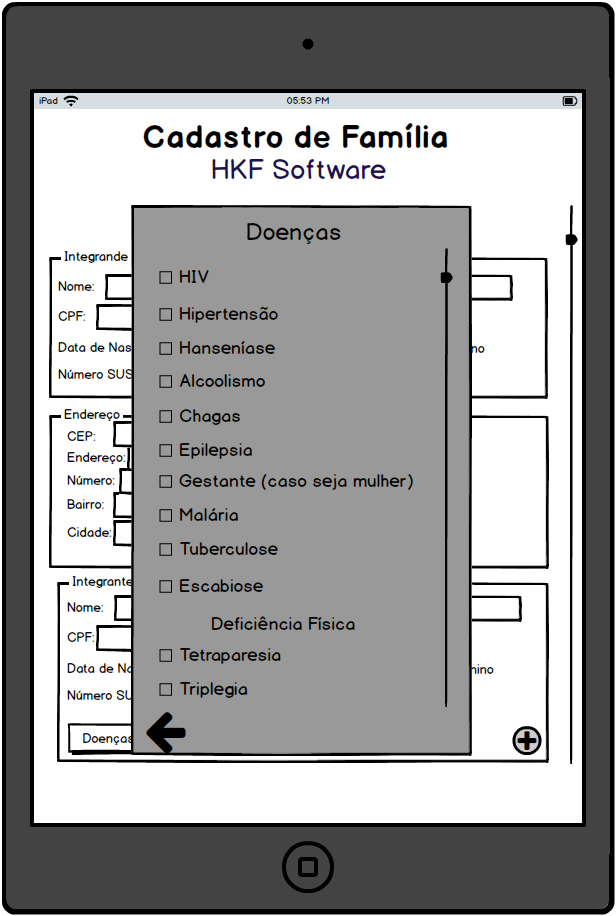 iPad 05:53 PM
Cadastro de Família
HKF Software
Doenças
Integrande
Nome:
CPF:
Data de Nas no
Número SUS
Endereço
CEP:
Endereço:
Número:
Bairro:
Cidade:
Integrante
Nome:
CPF:
Data de Na nino
Número SU
Doenças
HIV
Hipertensão
Hanseníase
Alcoolismo
Chagas
Epilepsia
Gestante (caso seja mulher)
Malária
Tuberculose
Escabiose
Deficiência Física
Tetraparesia
Triplegia